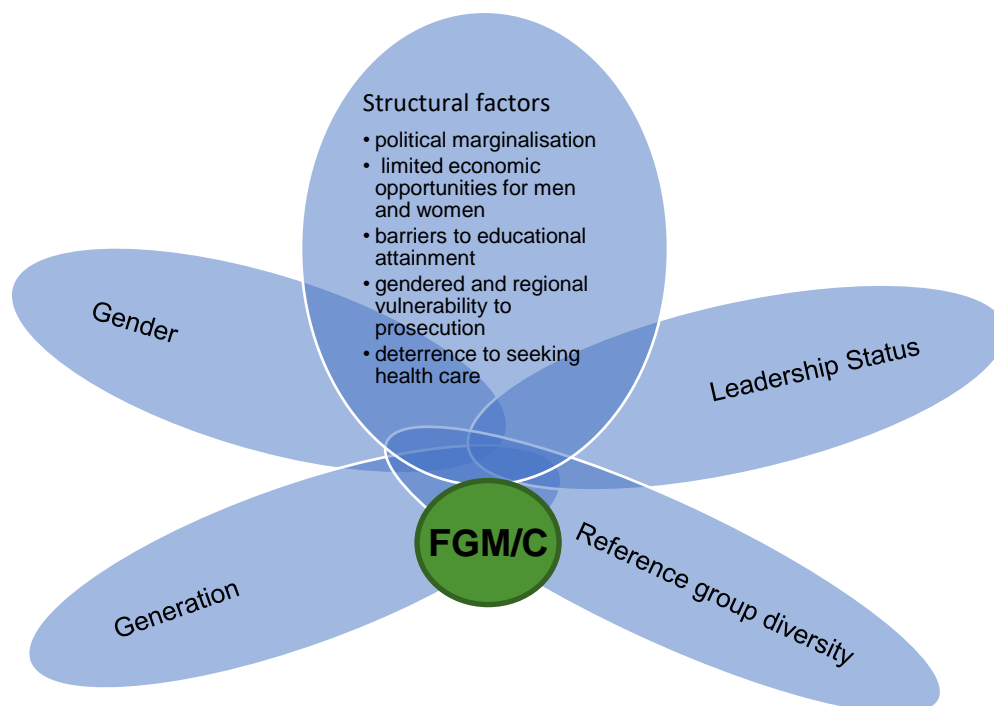 Structural factors
• political marginalisation
• limited economic
opportunities for men
and women
• barriers to educational
attainment
• gendered and regional
vulnerability to
prosecution
• deterrence to seeking
health care
Gender
Leadership Status
FGM/C
Generation
Reference group diversity